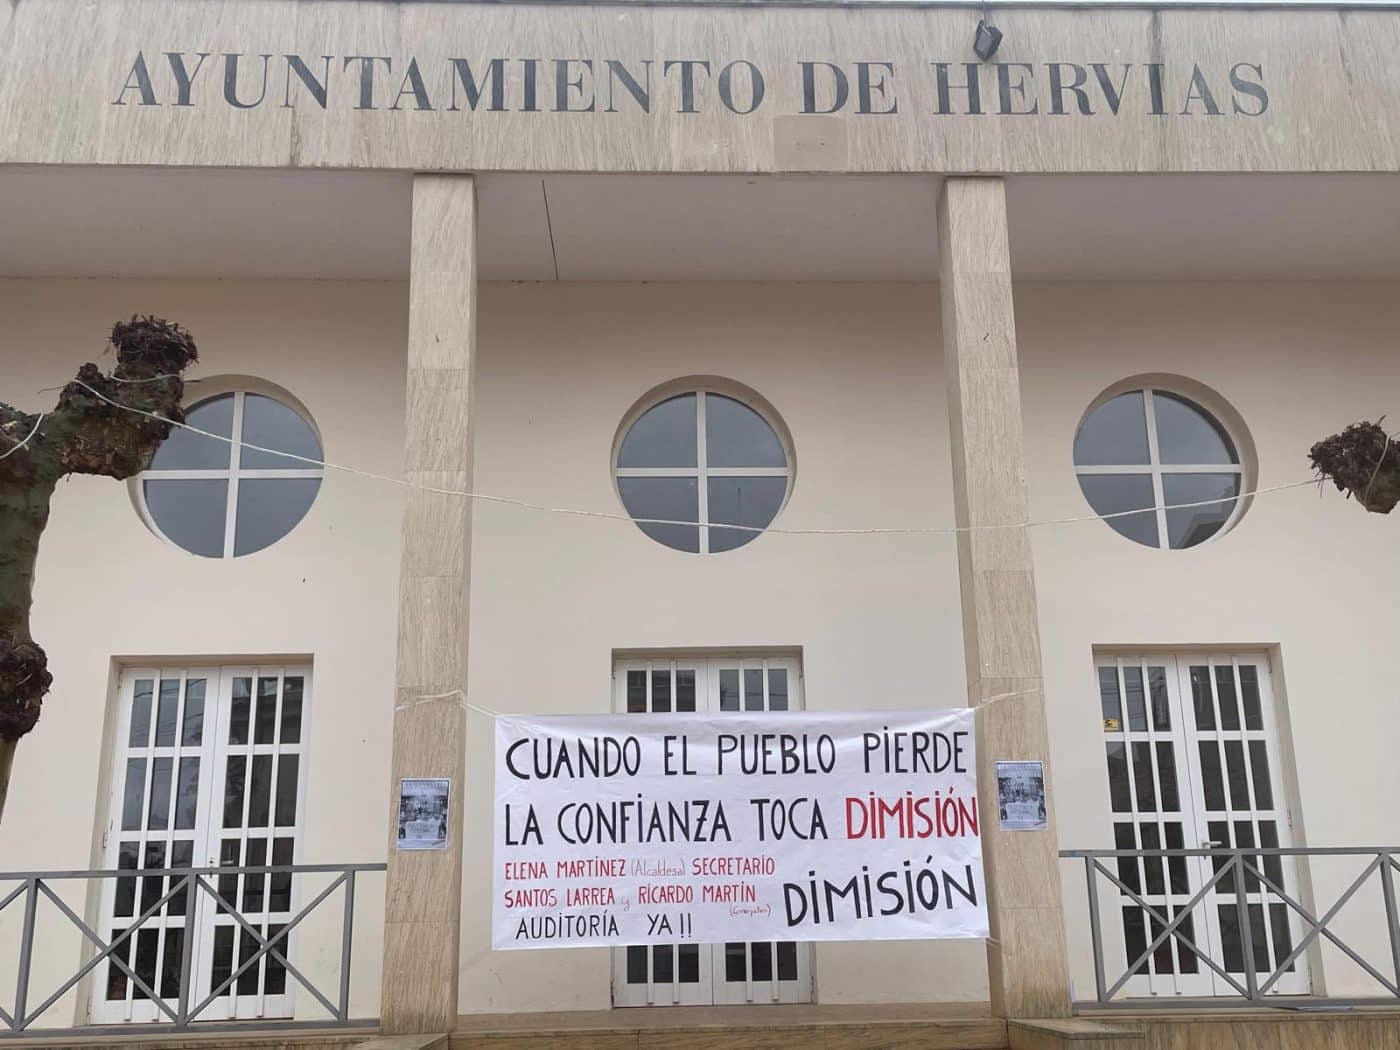 AYUNTAMIENTO DE HERVIAS
CUANDO EL PUEBLO PIERDE
LA CONFIANZA TOCA DIMISIÓN
ELENA MARTÍNEZ (Alcaldesa) SECRETARIO
SANTOS LARREA y RICARDO MARTÍN
(Concejales)
AUDITORÍA YA!!
DIMISIÓN